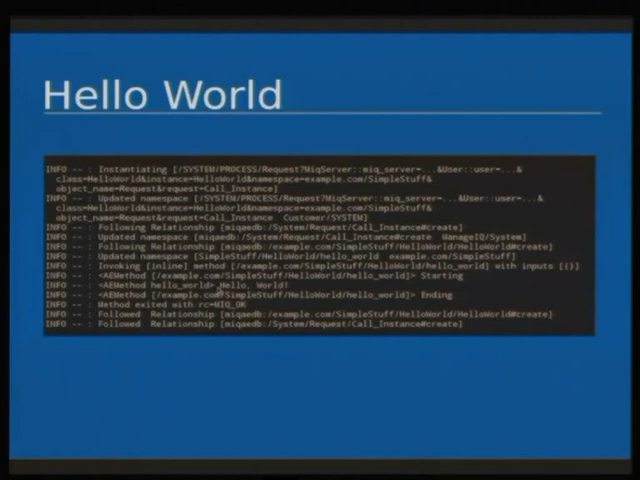 Hello World
INFO -- : Instantiating [/SYSTEM/PROCESS/Request?MiqServer::miq_server=...&User::user=...&
class=HelloWorld&instance=HelloWorld&namespace=example.com/SimpleStuff&
object_name=Request&request=Call_Instance]
INFO -- : Updated namespace [/SYSTEM/PROCESS/Request?MiqServer::miq_server=...&User::user=...&
class=HelloWorld&instance=HelloWorld&namespace=example.com/SimpleStuff&
object_name=Request&request=Call_Instance Customer/SYSTEM]
INFO -- : Following Relationship [miqaedb:/System/Request/Call_Instance#create]
INFO -- : Updated namespace [miqaedb:/System/Request/Call_Instance#create ManageIQ/System]
INFO -- : Following Relationship [miqaedb:/example.com/SimpleStuff/HelloWorld/HelloWorld#create]
INFO -- : Updated namespace [SimpleStuff/HelloWorld/hello_world example.com/SimpleStuff]
INFO -- : Invoking [inline] method [/example.com/SimpleStuff/HelloWorld/hello_world] with inputs [{}]
INFO -- : <AEMethod [/example.com/SimpleStuff/HelloWorld/hello_world]> Starting
INFO -- : <AEMethod hello_world> Hello, World!
INFO -- : <AEMethod [/example.com/SimpleStuff/HelloWorld/hello_world]> Ending
INFO -- : Method exited with rc=MIQ_OK
INFO -- : Followed Relationship [miqaedb:/example.com/SimpleStuff/HelloWorld/HelloWorld#create]
INFO -- : Followed Relationship [miqaedb:/System/Request/Call_Instance#create]